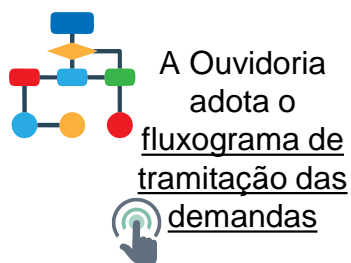 A Ouvidoria
adota o
fluxograma de
tramitação das
demandas